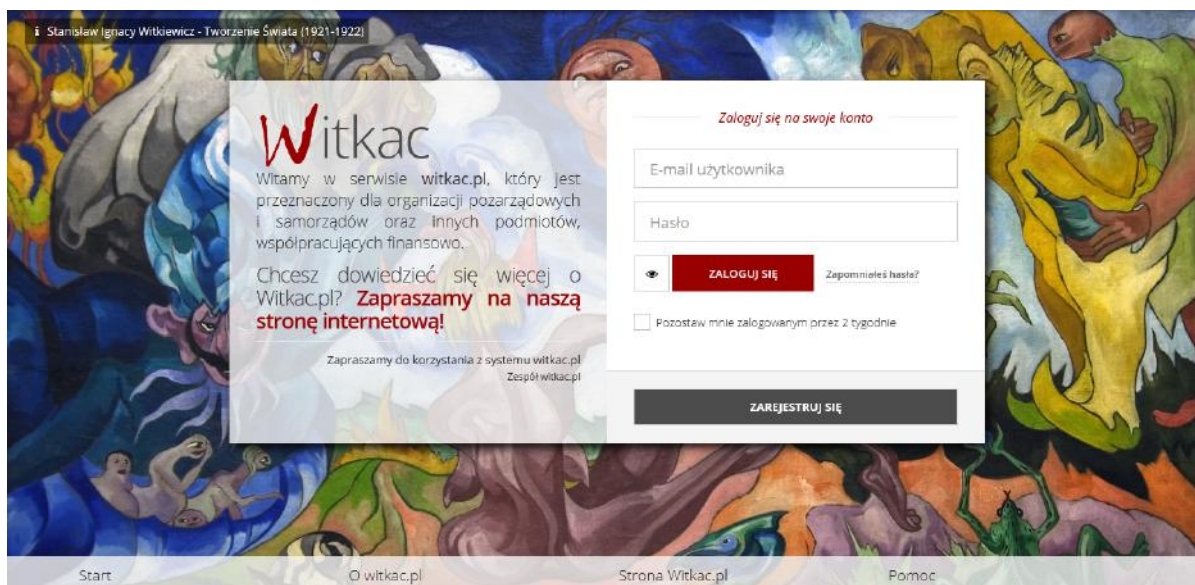 i Stanisław Ignacy Witkiewicz - Tworzenie Świata (1921-1922)
Witkac
Witamy w serwisie witkac.pl, który jest
przeznaczony dla organizacji pozarządowych
i samorządów oraz innych podmiotów,
współpracujących finansowo.
Chcesz dowiedzieć się więcej o
Witkac.pl? Zapraszamy na naszą
stronę internetową!
Zapraszamy do korzystania z systemu witkac.pl
Zespół witkac.pl
Zaloguj się na swoje konto
E-mail użytkownika
Hasło
ZALOGUJ SIĘ Zapomniałeś hasła?
Pozostaw mnie zalogowanym przez 2 tygodnie
ZAREJESTRUJ SIĘ
Start O witkac.pl Strona Witkac.pl Pomoc